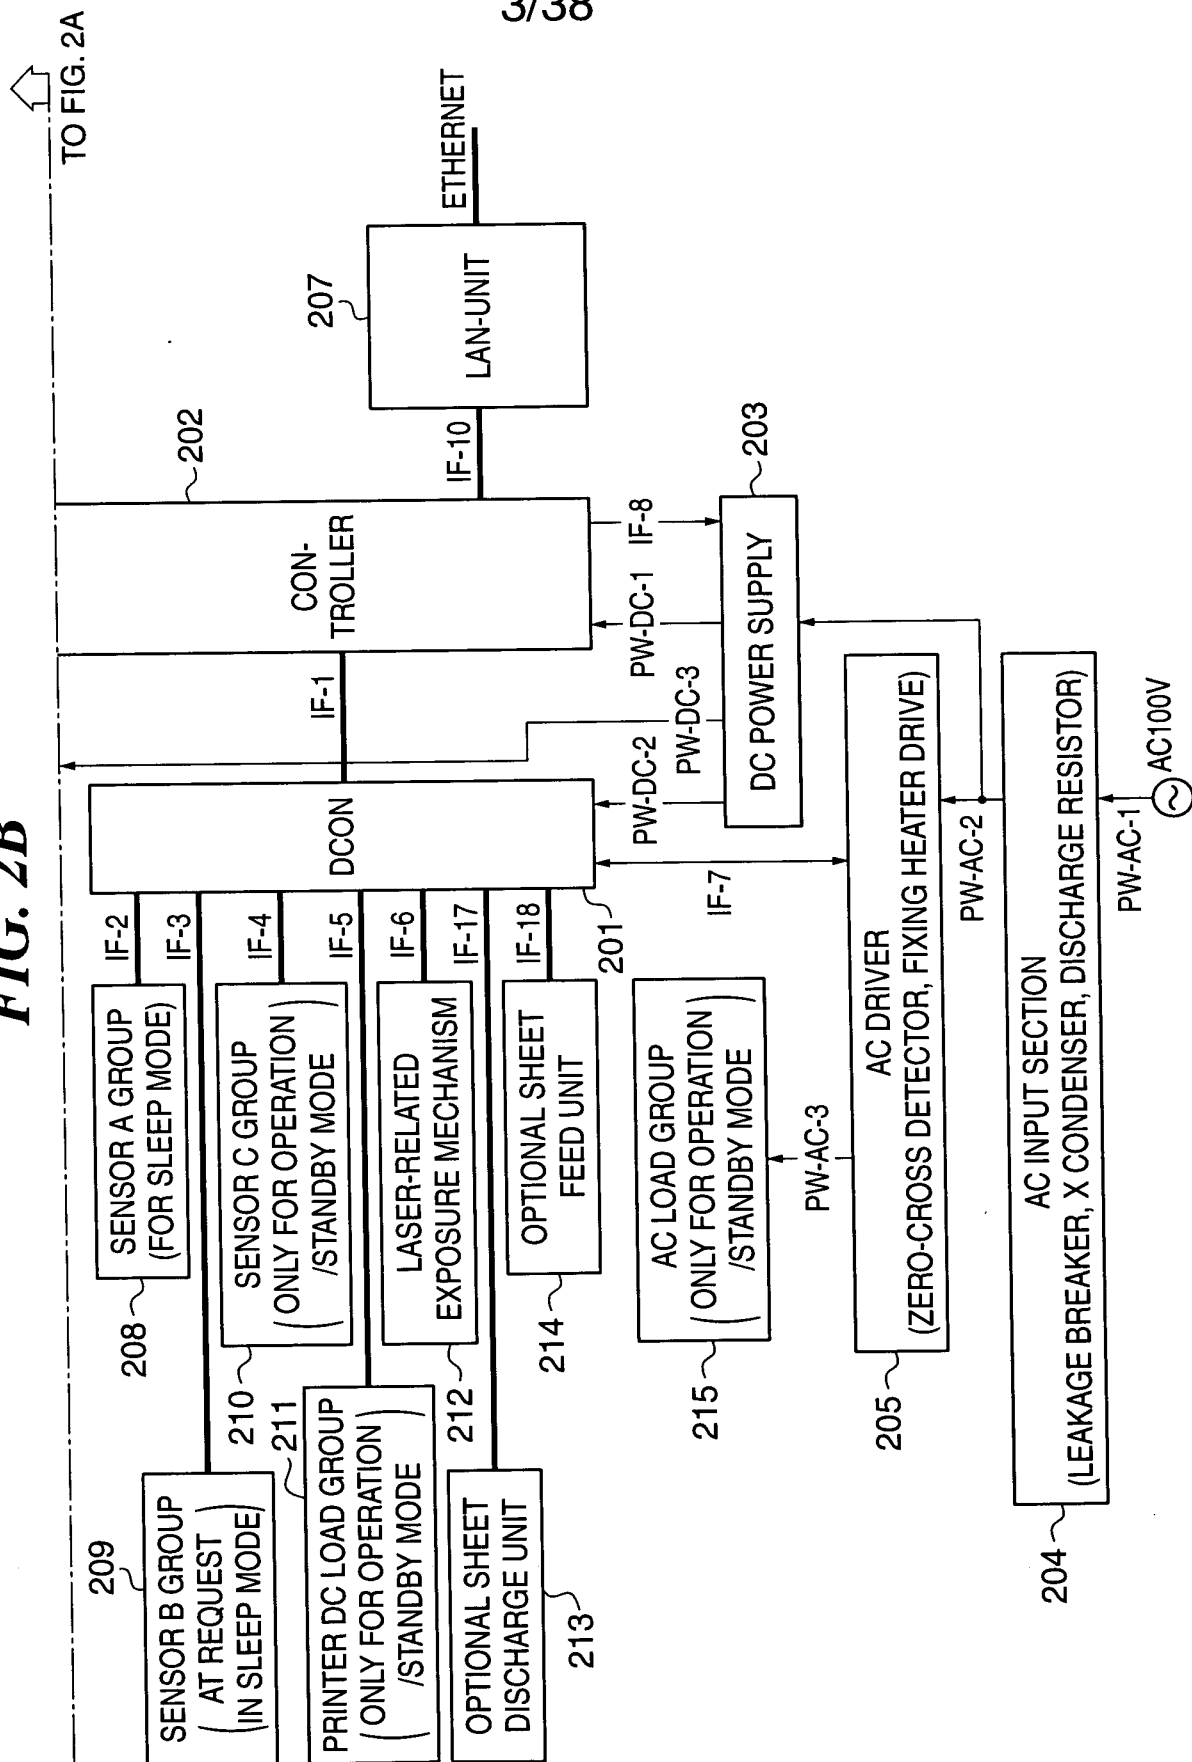 3/38
FIG. 2B
TO FIG. 2A
209
SENSOR B GROUP
(AT REQUEST
IN SLEEP MODE)
208
SENSOR A GROUP
(FOR SLEEP MODE)
IF-2
IF-3
210
SENSOR C GROUP
(ONLY FOR OPERATION
/STANDBY MODE)
IF-4
211
PRINTER DC LOAD GROUP
(ONLY FOR OPERATION
/STANDBY MODE)
IF-5
212
LASER-RELATED
EXPOSURE MECHANISM
IF-6
213
OPTIONAL SHEET
DISCHARGE UNIT
IF-17
214
OPTIONAL SHEET
FEED UNIT
IF-18
DCON
201
IF-1
CON-
TROLLER
202
IF-10
LAN-UNIT
207
ETHERNET
IF-7
PW-DC-2
PW-DC-3
PW-DC-1
IF-8
DC POWER SUPPLY
203
215
AC LOAD GROUP
(ONLY FOR OPERATION
/STANDBY MODE)
PW-AC-3
205
AC DRIVER
(ZERO-CROSS DETECTOR, FIXING HEATER DRIVE)
PW-AC-2
204
AC INPUT SECTION
(LEAKAGE BREAKER, X CONDENSER, DISCHARGE RESISTOR)
PW-AC-1
AC100V